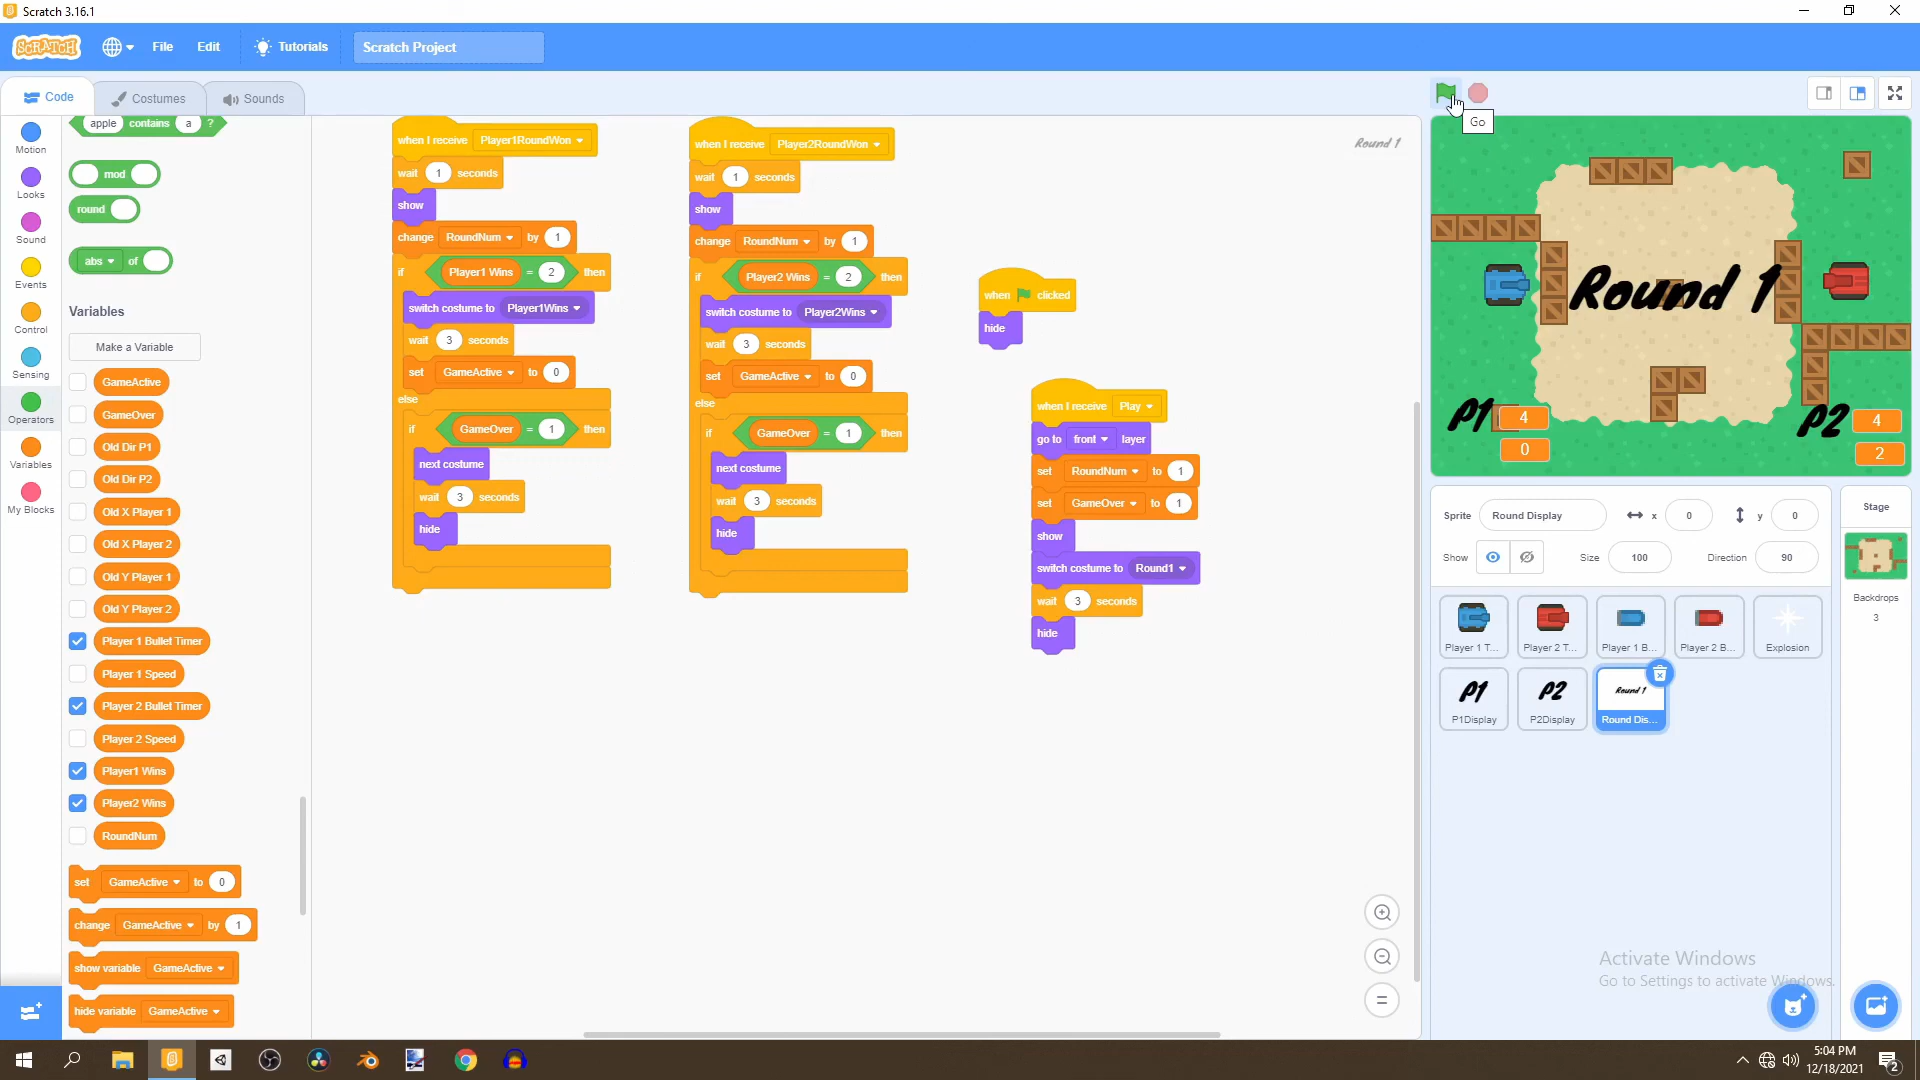 Scratch 3.16.1
SCRATCH
File
Edit
Tutorials
Scratch Project
Code
Costumes
Sounds
Go
Motion
Looks
Sound
Events
Control
Sensing
Operators
Variables
My Blocks
apple contains a ?
mod
round
abs of
Variables
Make a Variable
GameActive
GameOver
Old Dir P1
Old Dir P2
Old X Player 1
Old X Player 2
Old Y Player 1
Old Y Player 2
Player 1 Bullet Timer
Player 1 Speed
Player 2 Bullet Timer
Player 2 Speed
Player1 Wins
Player2 Wins
RoundNum
set GameActive to 0
change GameActive by 1
show variable GameActive
hide variable GameActive
when I receive Player1RoundWon
wait 1 seconds
show
change RoundNum by 1
if Player1 Wins = 2 then
switch costume to Player1Wins
wait 3 seconds
set GameActive to 0
else
if GameOver = 1 then
next costume
wait 3 seconds
hide
when I receive Player2RoundWon
wait 1 seconds
show
change RoundNum by 1
if Player2 Wins = 2 then
switch costume to Player2Wins
wait 3 seconds
set GameActive to 0
else
if GameOver = 1 then
next costume
wait 3 seconds
hide
when clicked
hide
when I receive Play
go to front layer
set RoundNum to 1
set GameOver to 1
show
switch costume to Round1
wait 3 seconds
hide
Round 1
Round 1
P1 4
0
P2 4
2
Sprite Round Display x 0 y 0
Show Size 100 Direction 90
Player 1 T...
Player 2 T...
Player 1 B...
Player 2 B...
Explosion
P1
P1Display
P2
P2Display
Round 1
Round Dis...
Stage
Backdrops
3
Activate Windows
Go to Settings to activate Windows.
5:04 PM
12/18/2021
2